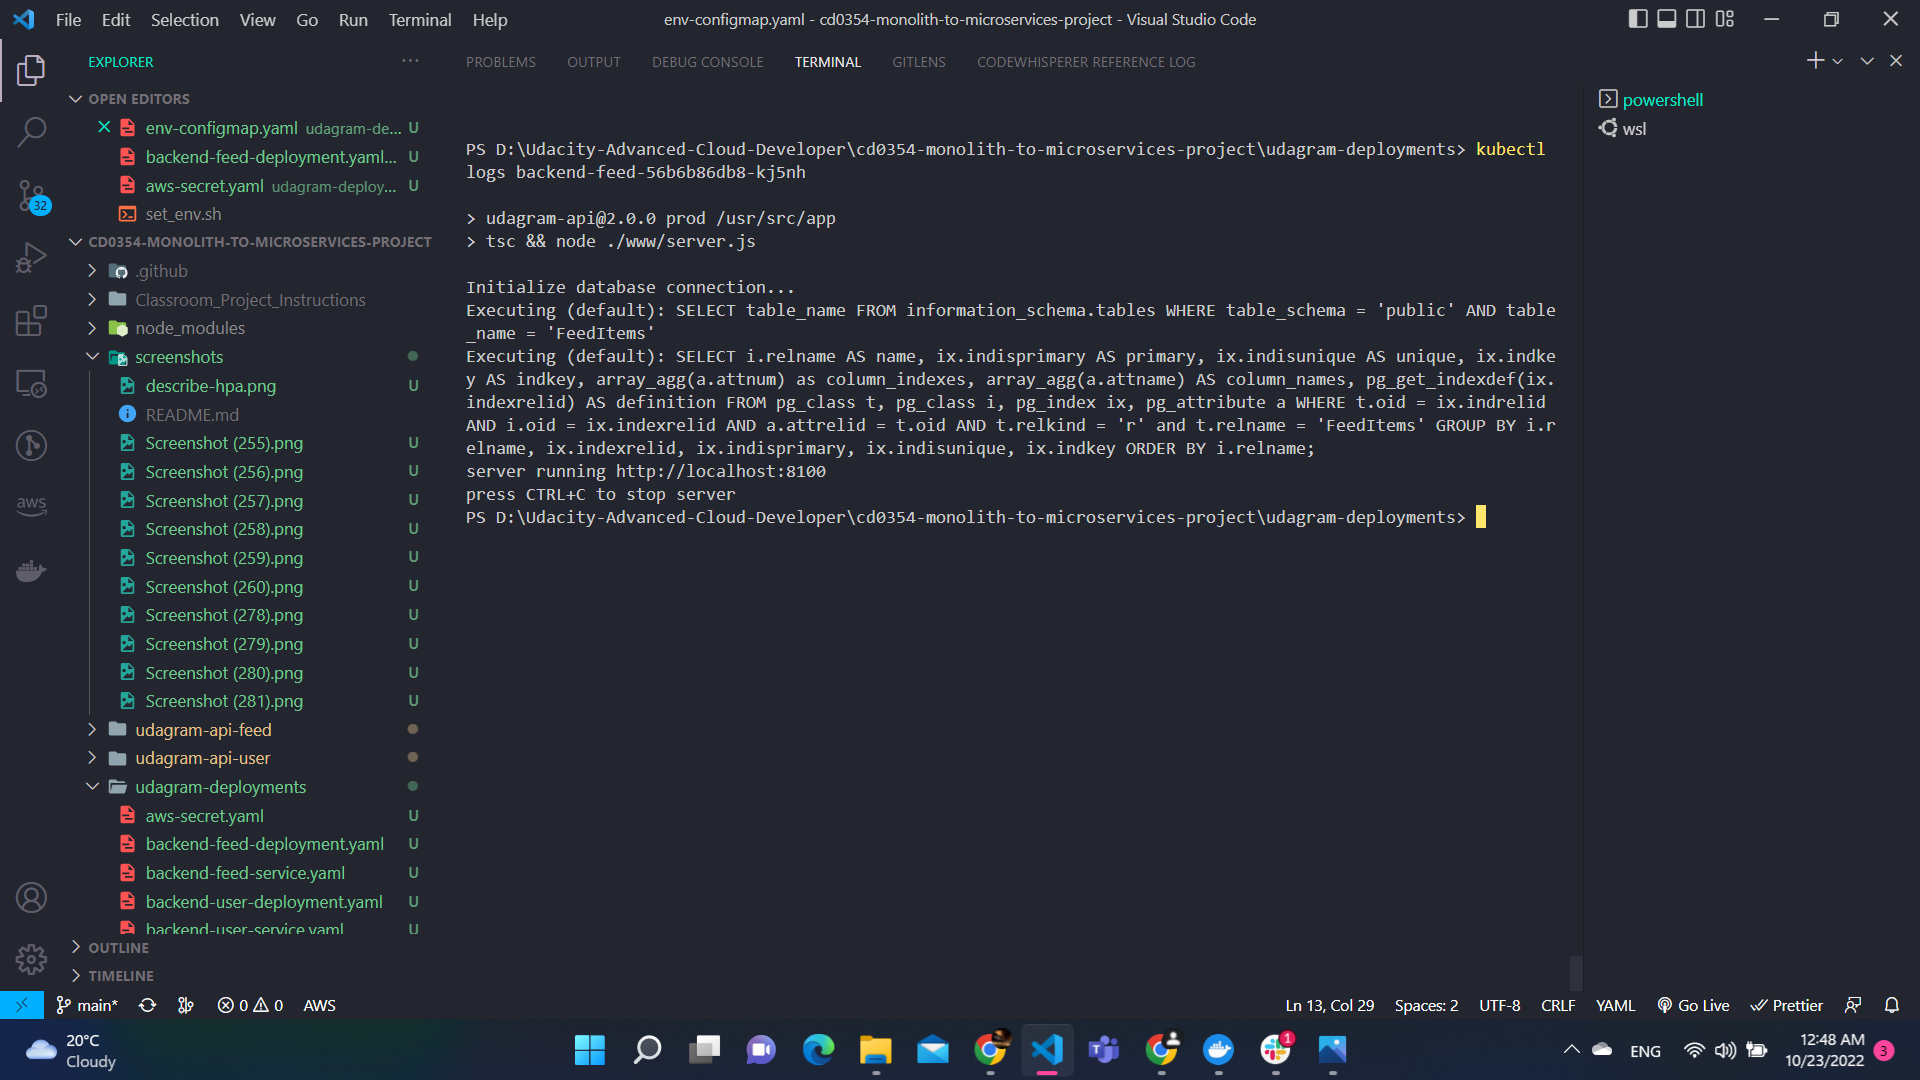 File Edit Selection View Go Run Terminal Help
env-configmap.yaml - cd0354-monolith-to-microservices-project - Visual Studio Code
EXPLORER
OPEN EDITORS
env-configmap.yaml udagram-de... U
backend-feed-deployment.yaml... U
aws-secret.yaml udagram-deploy... U
set_env.sh
CD0354-MONOLITH-TO-MICROSERVICES-PROJECT
.github
Classroom_Project_Instructions
node_modules
screenshots
describe-hpa.png U
README.md
Screenshot (255).png U
Screenshot (256).png U
Screenshot (257).png U
Screenshot (258).png U
Screenshot (259).png U
Screenshot (260).png U
Screenshot (278).png U
Screenshot (279).png U
Screenshot (280).png U
Screenshot (281).png U
udagram-api-feed
udagram-api-user
udagram-deployments
aws-secret.yaml U
backend-feed-deployment.yaml U
backend-feed-service.yaml U
backend-user-deployment.yaml U
backend-user-service.yaml U
OUTLINE
TIMELINE
32
aws
PROBLEMS OUTPUT DEBUG CONSOLE TERMINAL GITLENS CODEWHISPERER REFERENCE LOG
PS D:\Udacity-Advanced-Cloud-Developer\cd0354-monolith-to-microservices-project\udagram-deployments> kubectl
logs backend-feed-56b6b86db8-kj5nh
> udagram-api@2.0.0 prod /usr/src/app
> tsc && node ./www/server.js
Initialize database connection...
Executing (default): SELECT table_name FROM information_schema.tables WHERE table_schema = 'public' AND table
_name = 'FeedItems'
Executing (default): SELECT i.relname AS name, ix.indisprimary AS primary, ix.indisunique AS unique, ix.indke
y AS indkey, array_agg(a.attnum) as column_indexes, array_agg(a.attname) AS column_names, pg_get_indexdef(ix.
indexrelid) AS definition FROM pg_class t, pg_class i, pg_index ix, pg_attribute a WHERE t.oid = ix.indrelid
AND i.oid = ix.indexrelid AND a.attrelid = t.oid AND t.relkind = 'r' and t.relname = 'FeedItems' GROUP BY i.r
elname, ix.indexrelid, ix.indisprimary, ix.indisunique, ix.indkey ORDER BY i.relname;
server running http://localhost:8100
press CTRL+C to stop server
PS D:\Udacity-Advanced-Cloud-Developer\cd0354-monolith-to-microservices-project\udagram-deployments>
powershell
wsl
main* 0 0 AWS
Ln 13, Col 29 Spaces: 2 UTF-8 CRLF YAML Go Live Prettier
20°C
Cloudy
1
ENG
12:48 AM
10/23/2022
3